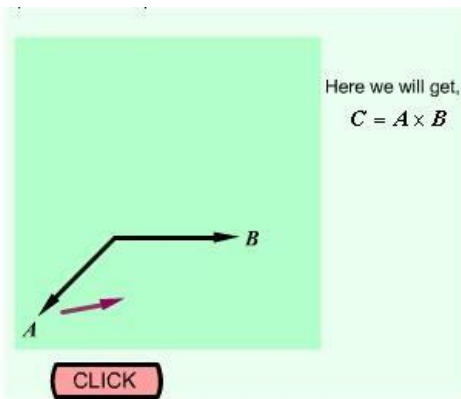 Here we will get,
C = A × B
B
A
CLICK